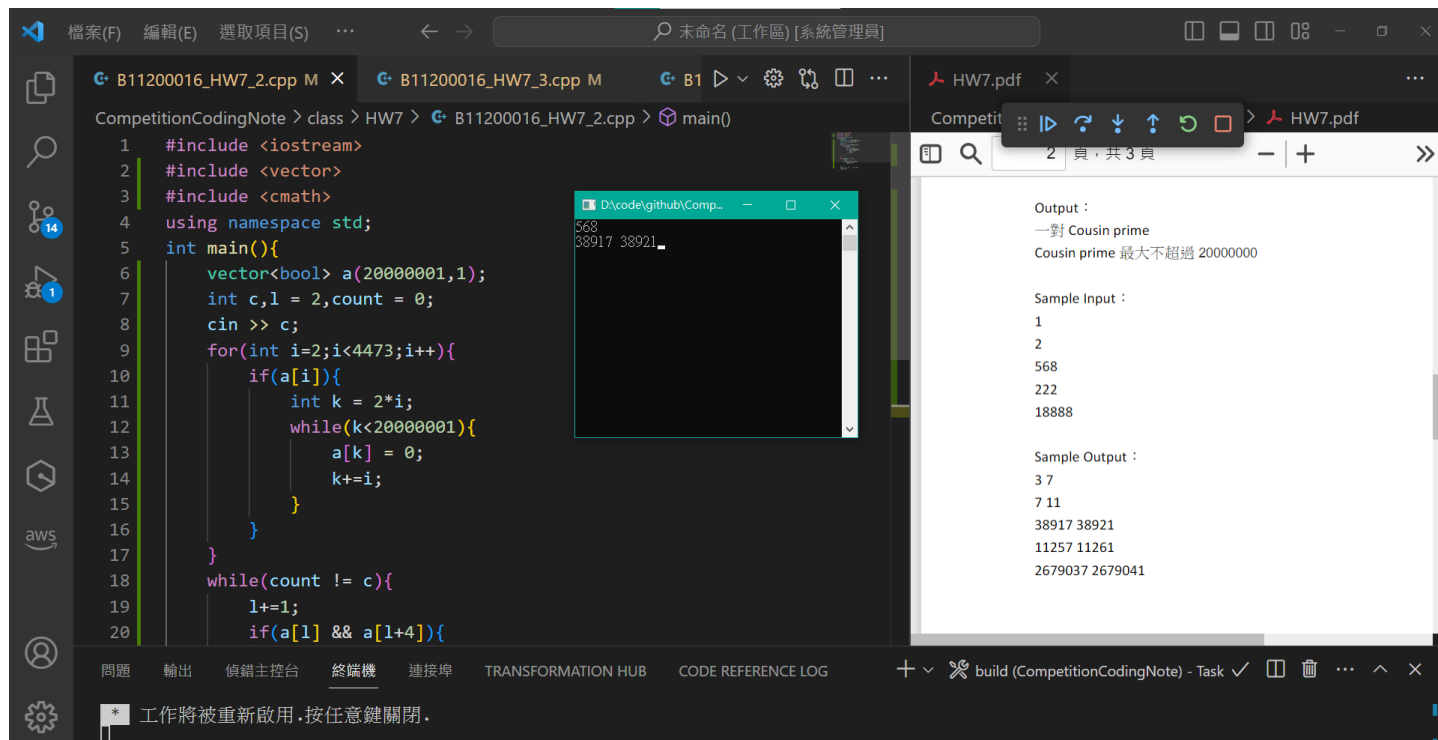 檔案(F) 編輯(E) 選取項目(S) ··· 未命名 (工作區) [系統管理員]
B11200016_HW7_2.cpp M B11200016_HW7_3.cpp M B1 HW7.pdf
CompetitionCodingNote > class > HW7 > B11200016_HW7_2.cpp > main()
Competit > HW7.pdf
2 頁，共 3 頁
1 #include <iostream>
2 #include <vector>
3 #include <cmath>
4 using namespace std;
5 int main(){
6 vector<bool> a(20000001,1);
7 int c,l = 2,count = 0;
8 cin >> c;
9 for(int i=2;i<4473;i++){
10 if(a[i]){
11 int k = 2*i;
12 while(k<20000001){
13 a[k] = 0;
14 k+=i;
15 }
16 }
17 }
18 while(count != c){
19 l+=1;
20 if(a[l] && a[l+4]){
D:\code\github\Comp...
568
38917 38921
Output：
一對 Cousin prime
Cousin prime 最大不超過 20000000
Sample Input：
1
2
568
222
18888
Sample Output：
3 7
7 11
38917 38921
11257 11261
2679037 2679041
14
1
aws
問題 輸出 偵錯主控台 終端機 連接埠 TRANSFORMATION HUB CODE REFERENCE LOG build (CompetitionCodingNote) - Task
* 工作將被重新啟用.按任意鍵關閉.